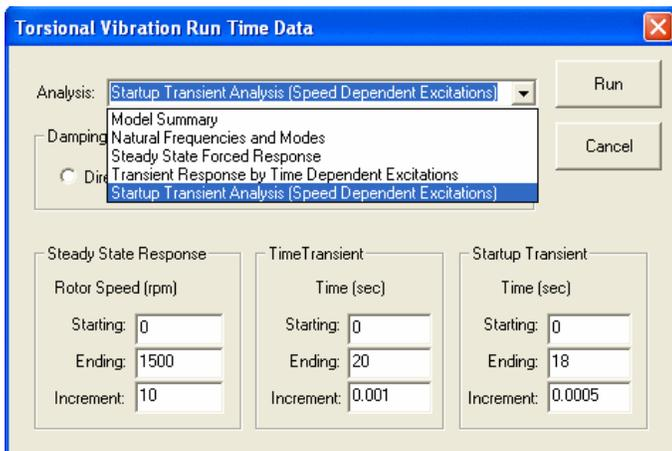 Torsional Vibration Run Time Data
Analysis: Startup Transient Analysis (Speed Dependent Excitations)
Run
Model Summary
Natural Frequencies and Modes
Steady State Forced Response
Transient Response by Time Dependent Excitations
Startup Transient Analysis (Speed Dependent Excitations)
Damping
Cancel
Steady State Response
Rotor Speed (rpm)
Starting: 0
Ending: 1500
Increment: 10
TimeTransient
Time (sec)
Starting: 0
Ending: 20
Increment: 0.001
Startup Transient
Time (sec)
Starting: 0
Ending: 18
Increment: 0.0005